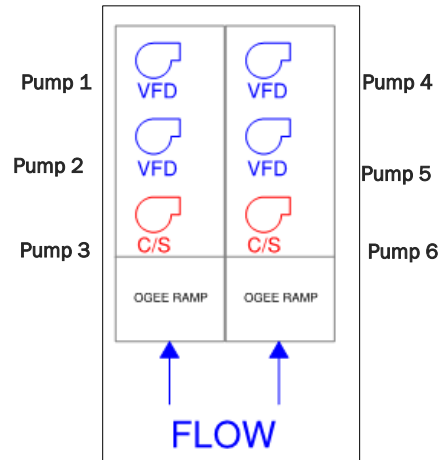 Pump 1
VFD
VFD
Pump 4
Pump 2
VFD
VFD
Pump 5
Pump 3
C/S
C/S
Pump 6
OGEE RAMP
OGEE RAMP
FLOW